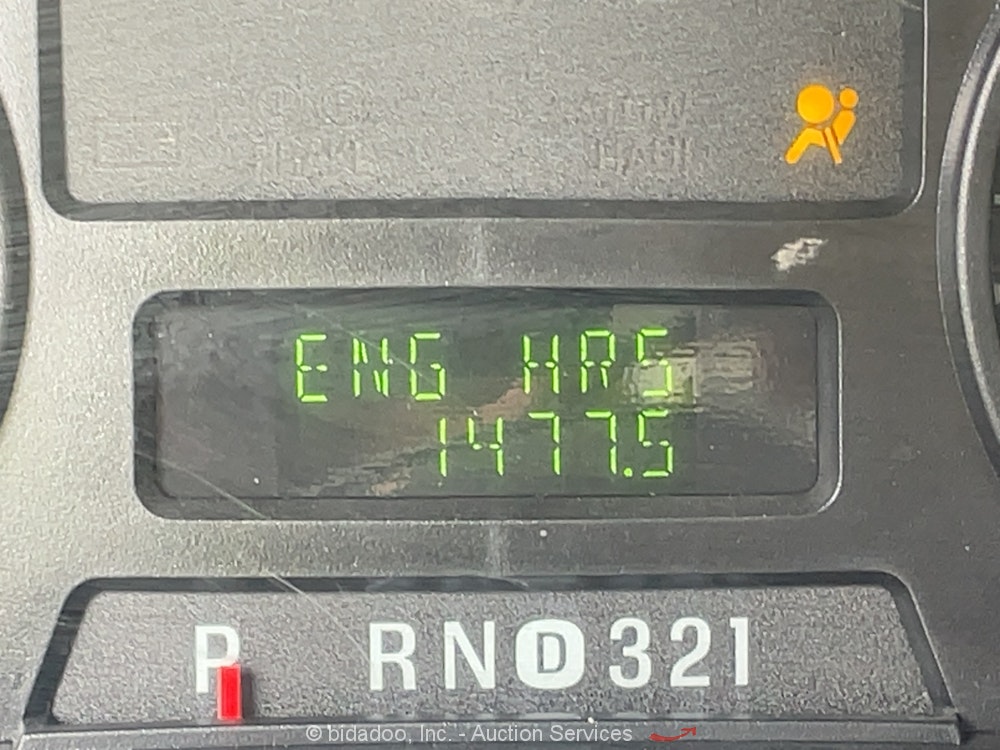 ENG HRS
1477.5
P RND321
© bidadoo, Inc. - Auction Services